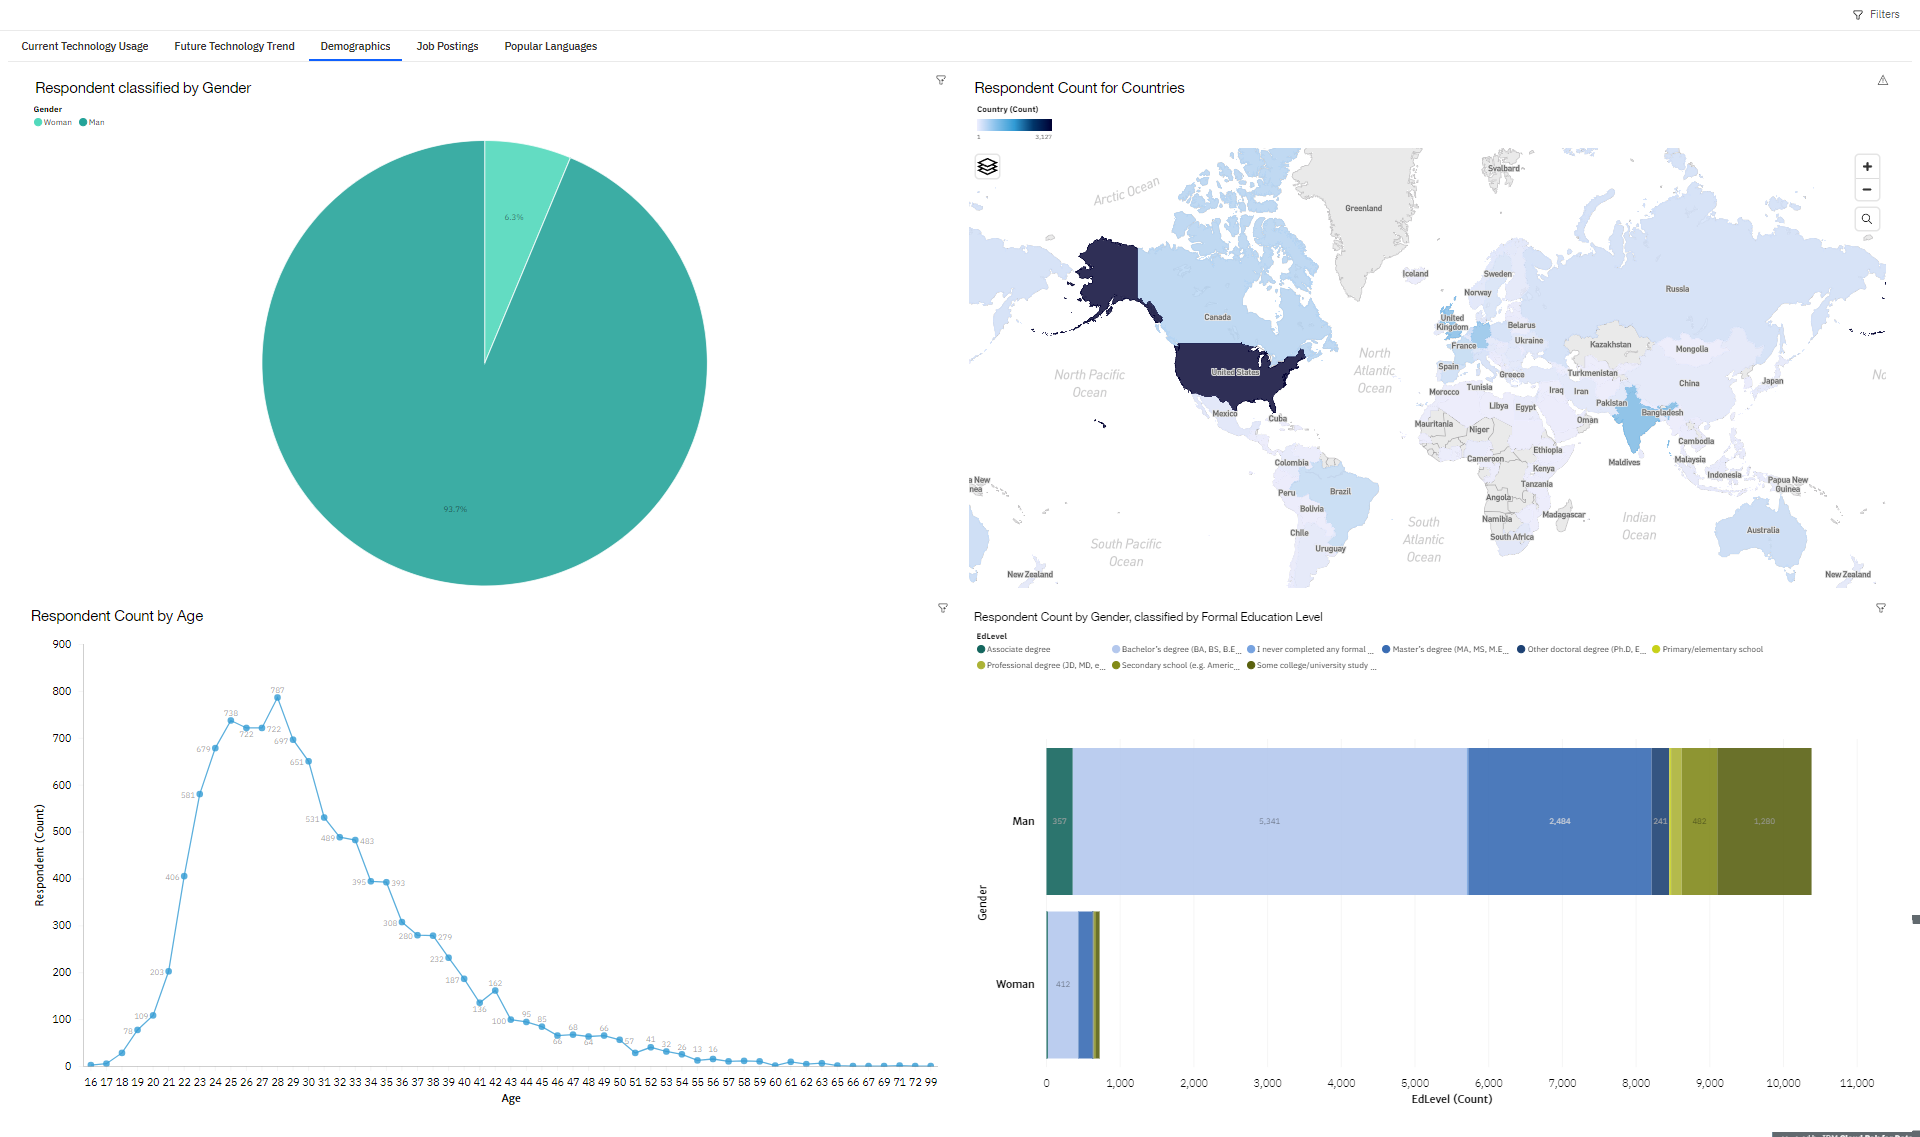 Filters
Current Technology Usage
Future Technology Trend
Demographics
Job Postings
Popular Languages
Respondent classified by Gender
Gender
Woman
Man
6.3%
93.7%
Respondent Count for Countries
Country (Count)
1
3,127
Arctic Ocean
Svalbard
Greenland
Iceland
Sweden
Norway
Russia
Canada
United
Kingdom
Belarus
Ukraine
France
Kazakhstan
Mongolia
Spain
Greece
Turkmenistan
North Pacific
Ocean
North
Atlantic
Ocean
United States
Morocco
Tunisia
Iraq
Iran
China
Japan
Libya
Egypt
Pakistan
Bangladesh
Mexico
Cuba
Mauritania
Niger
Oman
Cambodia
Colombia
Cameroon
Ethiopia
Kenya
Maldives
Malaysia
Indonesia
a New
nea
Peru
Brazil
Tanzania
Papua New
Guinea
Angola
Bolivia
Namibia
Madagascar
Chile
South Africa
Uruguay
South Pacific
Ocean
South
Atlantic
Ocean
Indian
Ocean
Australia
New Zealand
New Zealand
No
Respondent Count by Age
Respondent (Count)
900
800
700
600
500
400
300
200
100
0
78
109
203
406
581
679
738
722
722
787
697
651
531
489
483
395
393
308
280
279
232
187
136
162
100
95
85
66
68
64
66
57
41
32
26
13
16
16 17 18 19 20 21 22 23 24 25 26 27 28 29 30 31 32 33 34 35 36 37 38 39 40 41 42 43 44 45 46 47 48 49 50 51 52 53 54 55 56 57 58 59 60 61 62 63 65 66 67 69 71 72 99
Age
Respondent Count by Gender, classified by Formal Education Level
EdLevel
Associate degree
Bachelor's degree (BA, BS, B.E...
I never completed any formal ...
Master's degree (MA, MS, M.E...
Other doctoral degree (Ph.D, E...
Primary/elementary school
Professional degree (JD, MD, e...
Secondary school (e.g. Americ...
Some college/university study ...
Gender
Man
357
5,341
2,484
241
482
1,280
Woman
412
0
1,000
2,000
3,000
4,000
5,000
6,000
7,000
8,000
9,000
10,000
11,000
EdLevel (Count)